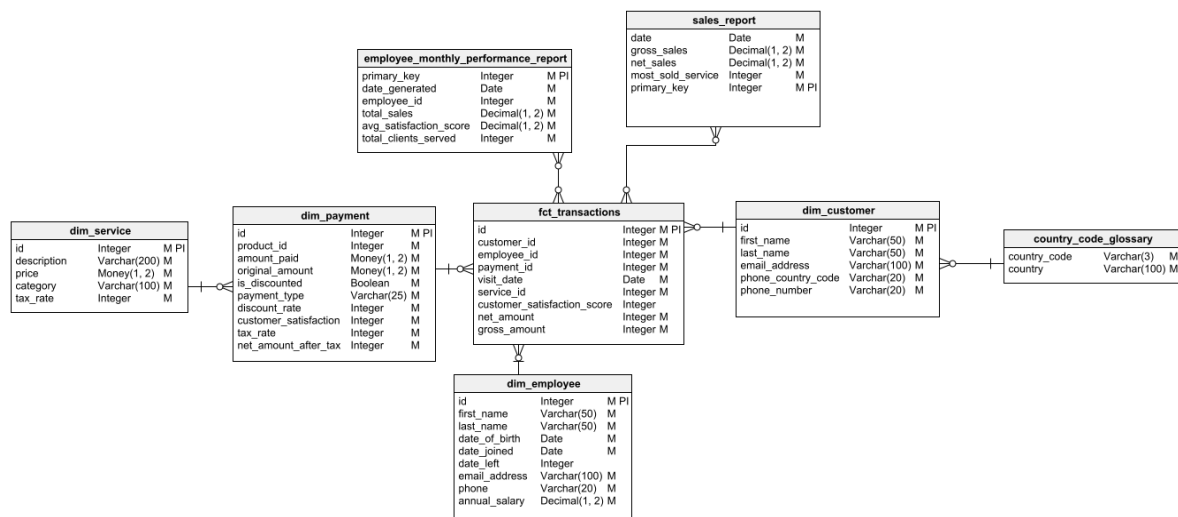 sales_report
date Date M
gross_sales Decimal(1, 2) M
net_sales Decimal(1, 2) M
most_sold_service Integer M
primary_key Integer M PI
employee_monthly_performance_report
primary_key Integer M PI
date_generated Date M
employee_id Integer M
total_sales Decimal(1, 2) M
avg_satisfaction_score Decimal(1, 2) M
total_clients_served Integer M
dim_service
id Integer M PI
description Varchar(200) M
price Money(1, 2) M
category Varchar(100) M
tax_rate Integer M
dim_payment
id Integer M PI
product_id Integer M
amount_paid Money(1, 2) M
original_amount Money(1, 2) M
is_discounted Boolean M
payment_type Varchar(25) M
discount_rate Integer M
customer_satisfaction Integer M
tax_rate Integer M
net_amount_after_tax Integer M
fct_transactions
id Integer M PI
customer_id Integer M
employee_id Integer M
payment_id Integer M
visit_date Date M
service_id Integer M
customer_satisfaction_score Integer
net_amount Integer M
gross_amount Integer M
dim_customer
id Integer M PI
first_name Varchar(50) M
last_name Varchar(50) M
email_address Varchar(100) M
phone_country_code Varchar(20) M
phone_number Varchar(20) M
country_code_glossary
country_code Varchar(3) M
country Varchar(100) M
dim_employee
id Integer M PI
first_name Varchar(50) M
last_name Varchar(50) M
date_of_birth Date M
date_joined Date M
date_left Integer
email_address Varchar(100) M
phone Varchar(20) M
annual_salary Decimal(1, 2) M